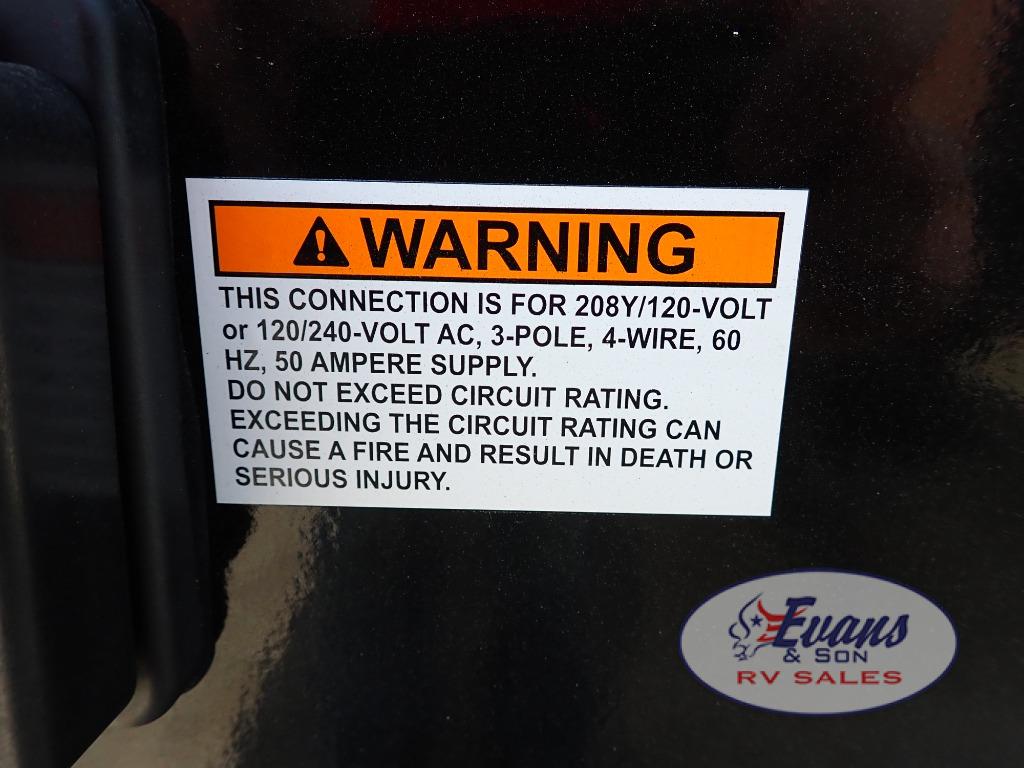 WARNING
THIS CONNECTION IS FOR 208Y/120-VOLT
or 120/240-VOLT AC, 3-POLE, 4-WIRE, 60
HZ, 50 AMPERE SUPPLY.
DO NOT EXCEED CIRCUIT RATING.
EXCEEDING THE CIRCUIT RATING CAN
CAUSE A FIRE AND RESULT IN DEATH OR
SERIOUS INJURY.
Evans
& SON
RV SALES